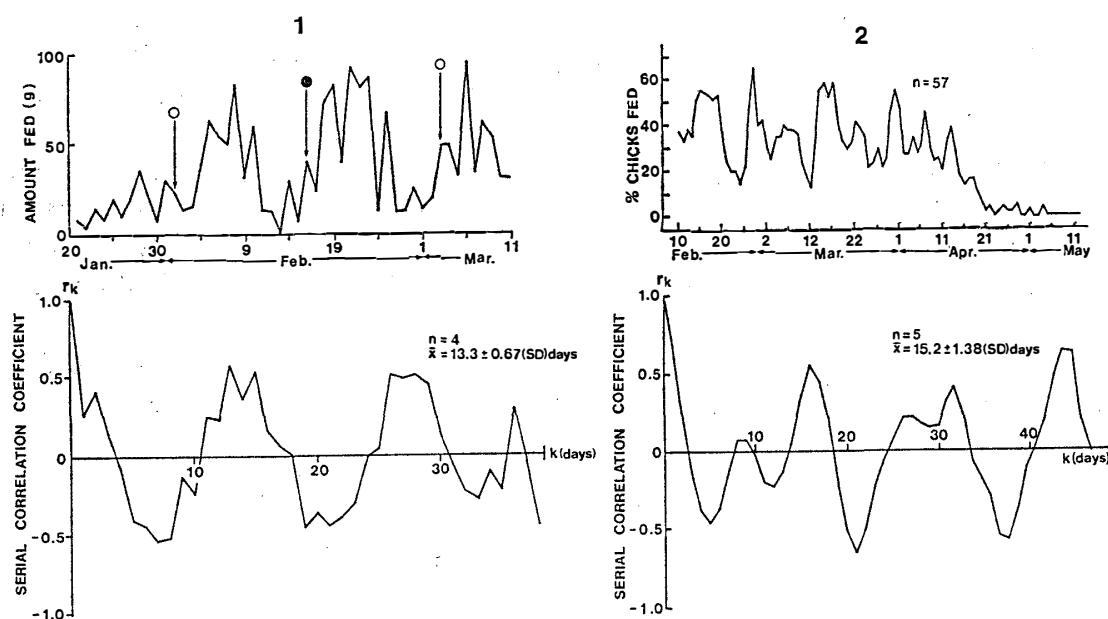 1
AMOUNT FED (g)
100
50
0
20
30
9
19
1
11
Jan.
Feb.
Mar.
2
% CHICKS FED
n=57
60
40
20
0
10
20
2
12
22
1
11
21
1
11
Feb.
Mar.
Apr.
May
SERIAL CORRELATION COEFFICIENT
rk
1.0
0.5
0
-0.5
-1.0
n=4
x̄=13.3±0.67(SD)days
10
20
30
k(days)
SERIAL CORRELATION COEFFICIENT
rk
1.0
0.5
0
-0.5
-1.0
n=5
x̄=15.2±1.38(SD)days
10
20
30
40
k(days)